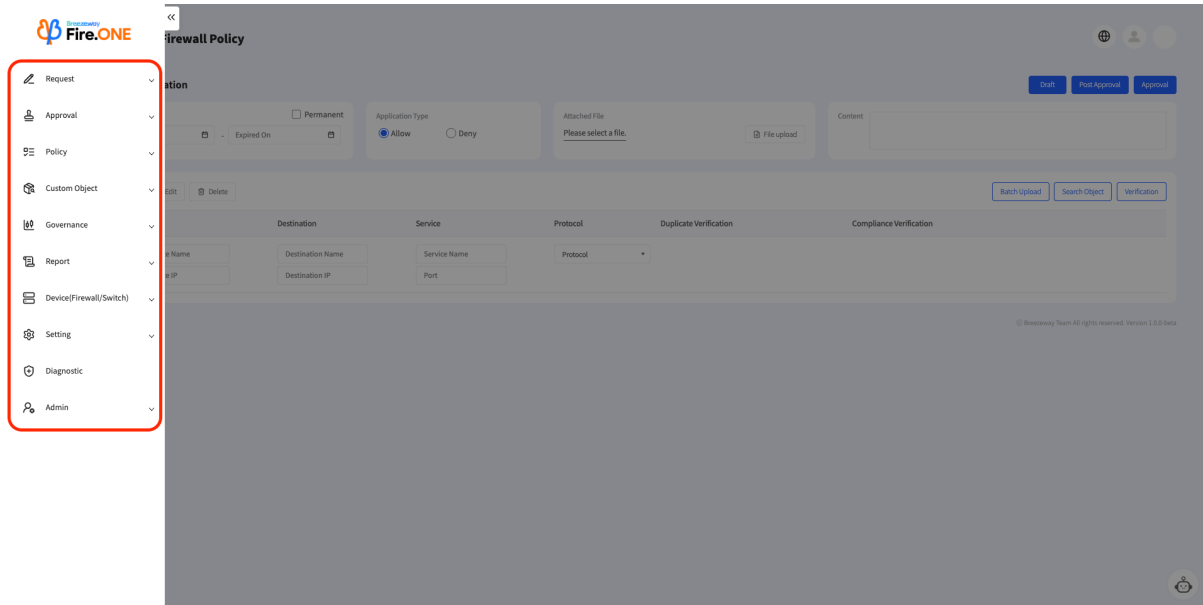 Breezeway
Fire.ONE
Firewall Policy
Request
Approval
Policy
Custom Object
Governance
Report
Device(Firewall/Switch)
Setting
Diagnostic
Admin
Draft Post Approval Approval
Permanent
- Expired On
Application Type
Allow Deny
Attached File
Please select a file. File upload
Content
Edit Delete
Batch Upload Search Object Verification
Destination Service Protocol Duplicate Verification Compliance Verification
Name Destination Name Service Name Protocol
IP Destination IP Port
© Breezeway Team All rights reserved. Version 1.0.0-beta